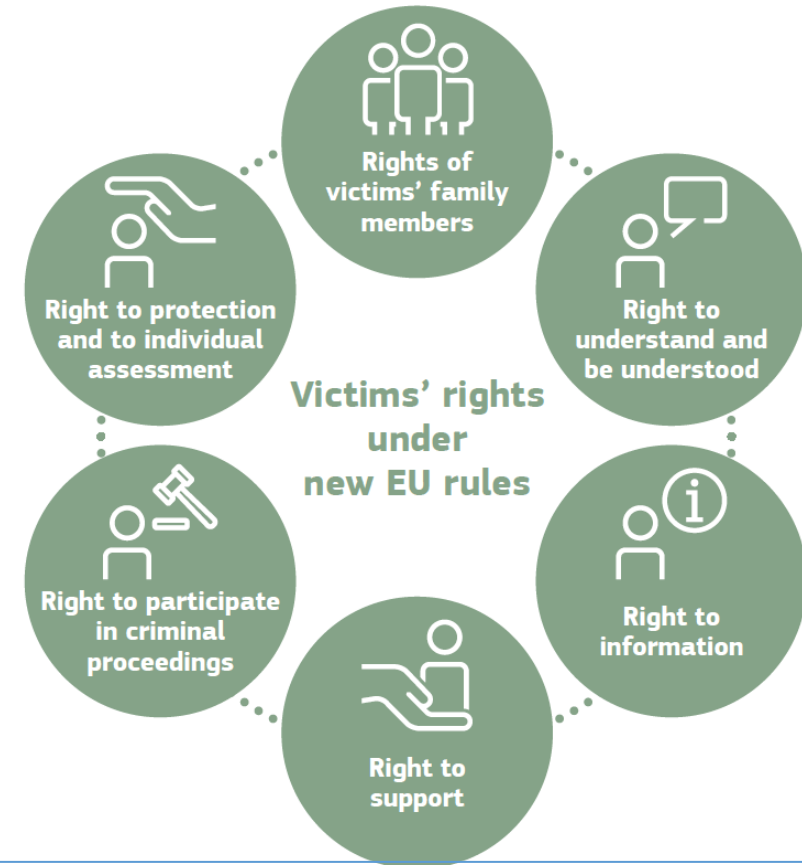 Rights of
victims’ family
members
Right to protection
and to individual
assessment
Right to
understand and
be understood
Victims’ rights
under
new EU rules
Right to participate
in criminal
proceedings
i
Right to
information
Right to
support